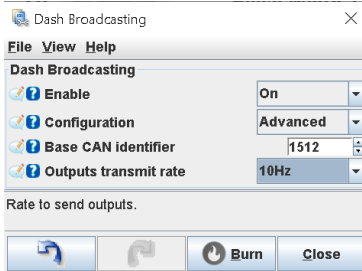 Dash Broadcasting
File View Help
Dash Broadcasting
Enable On
Configuration Advanced
Base CAN identifier 1512
Outputs transmit rate 10Hz
Rate to send outputs.
Burn Close